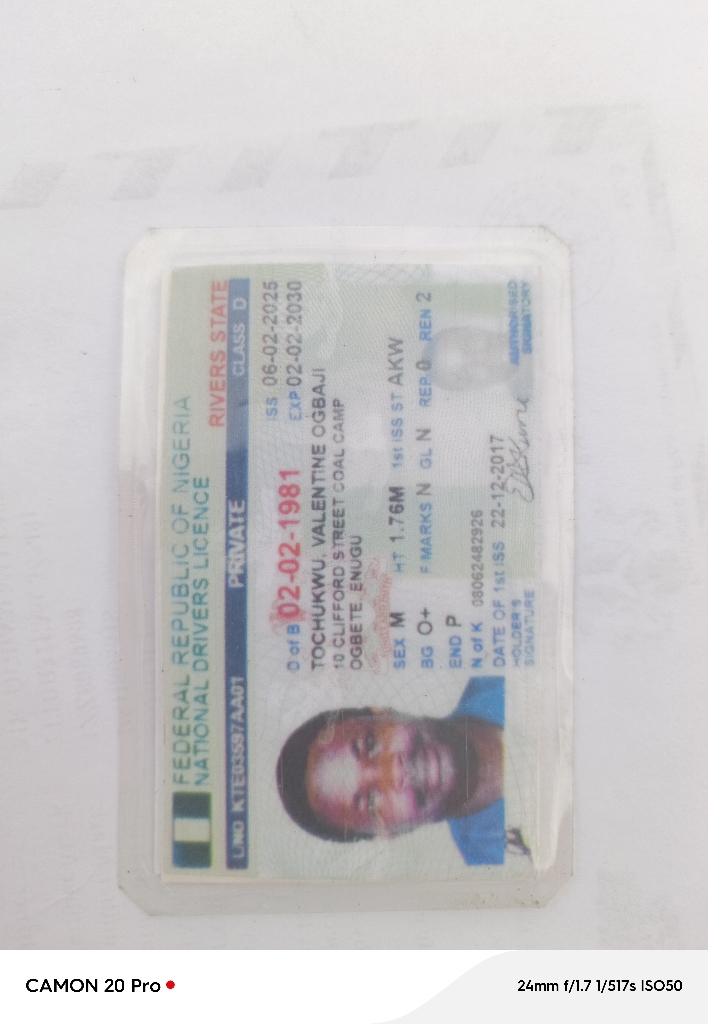 FEDERAL REPUBLIC OF NIGERIA
NATIONAL DRIVERS LICENCE
RIVERS STATE
L/NO KTE03597AA01 PRIVATE CLASS D
D of B 02-02-1981 ISS 06-02-2025
EXP 02-02-2030
TOCHUKWU, VALENTINE OGBAJI
10 CLIFFORD STREET COAL CAMP
OGBETE, ENUGU
SEX M HT 1.76M 1st ISS ST AKW
BG O+ F MARKS N GL N REP 0 REN 2
END P
N of K 08062482926
DATE OF 1st ISS 22-12-2017
HOLDER'S
SIGNATURE
AUTHORISED
SIGNATORY
CAMON 20 Pro 24mm f/1.7 1/517s ISO50